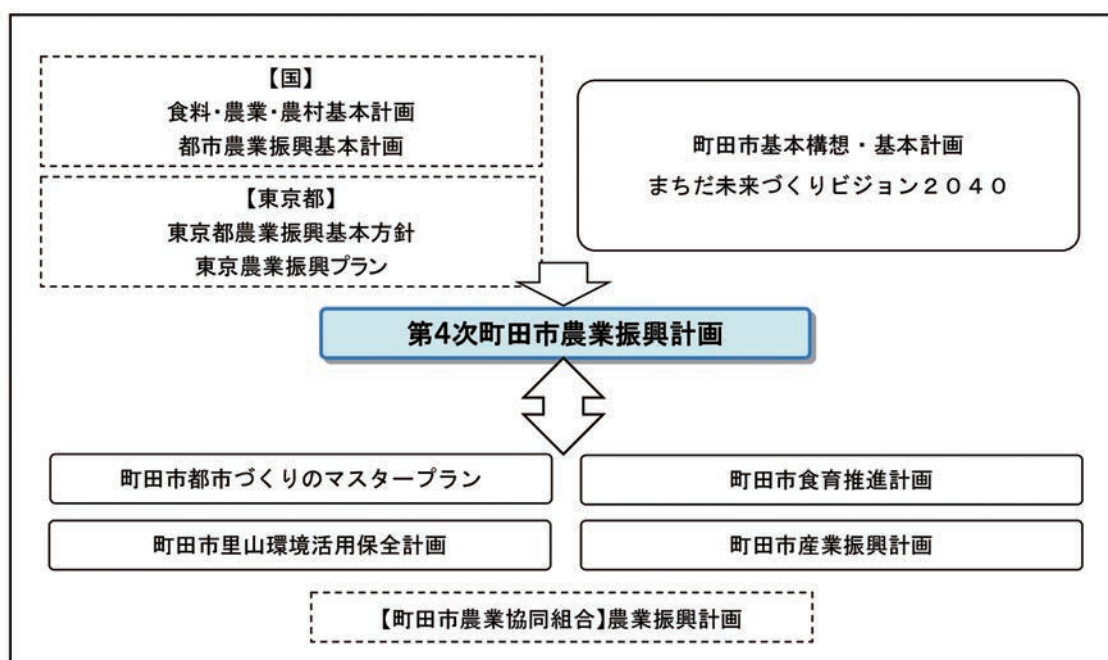 【国】
食料・農業・農村基本計画
都市農業振興基本計画
【東京都】
東京都農業振興基本方針
東京農業振興プラン
町田市基本構想・基本計画
まちだ未来づくりビジョン２０４０
第4次町田市農業振興計画
町田市都市づくりのマスタープラン
町田市食育推進計画
町田市里山環境活用保全計画
町田市産業振興計画
【町田市農業協同組合】農業振興計画